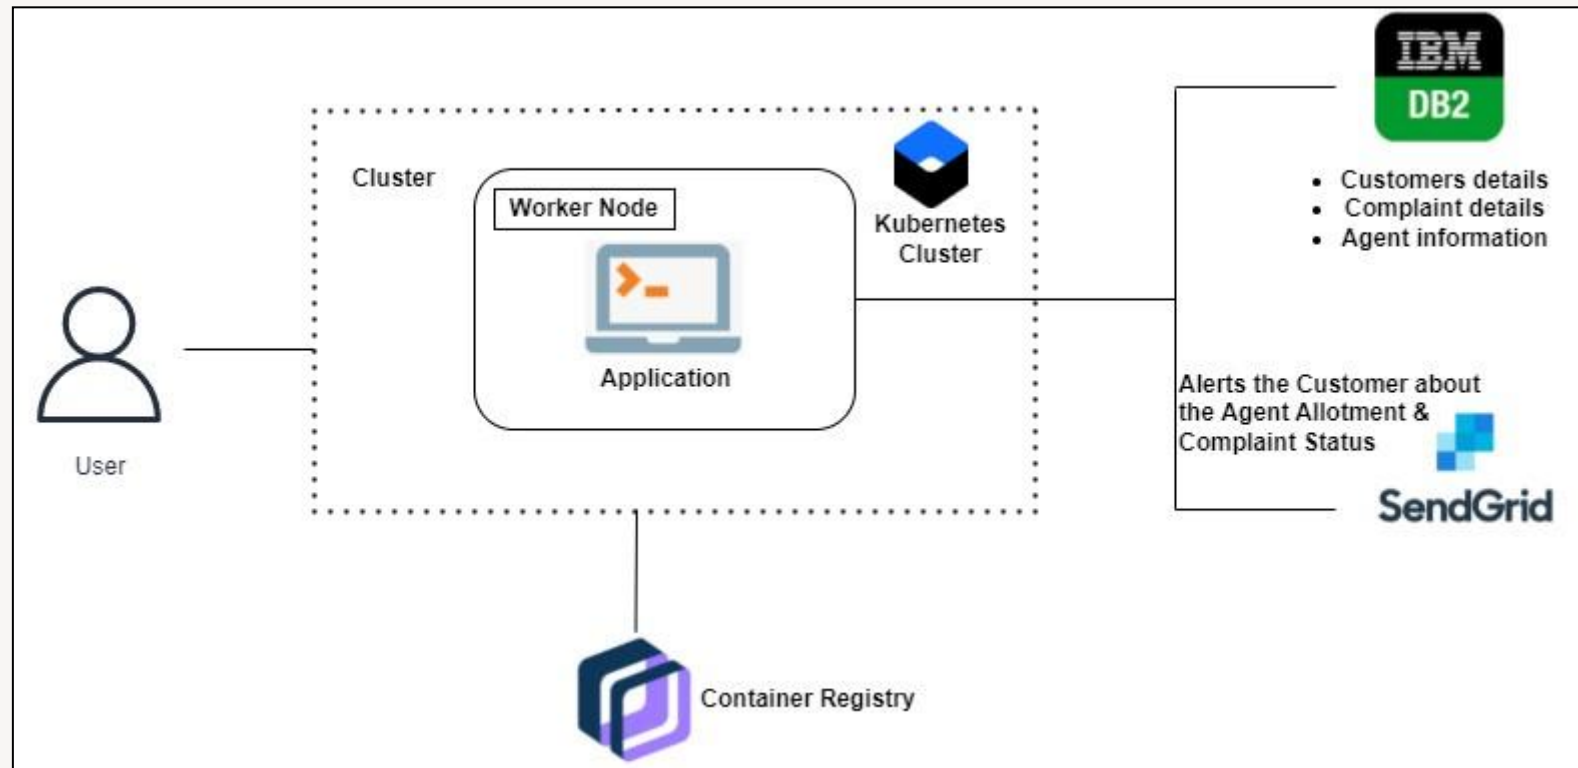 IBM
DB2
• Customers details
• Complaint details
• Agent information
Cluster
Worker Node
Kubernetes
Cluster
Application
User
Alerts the Customer about
the Agent Allotment &
Complaint Status
SendGrid
Container Registry